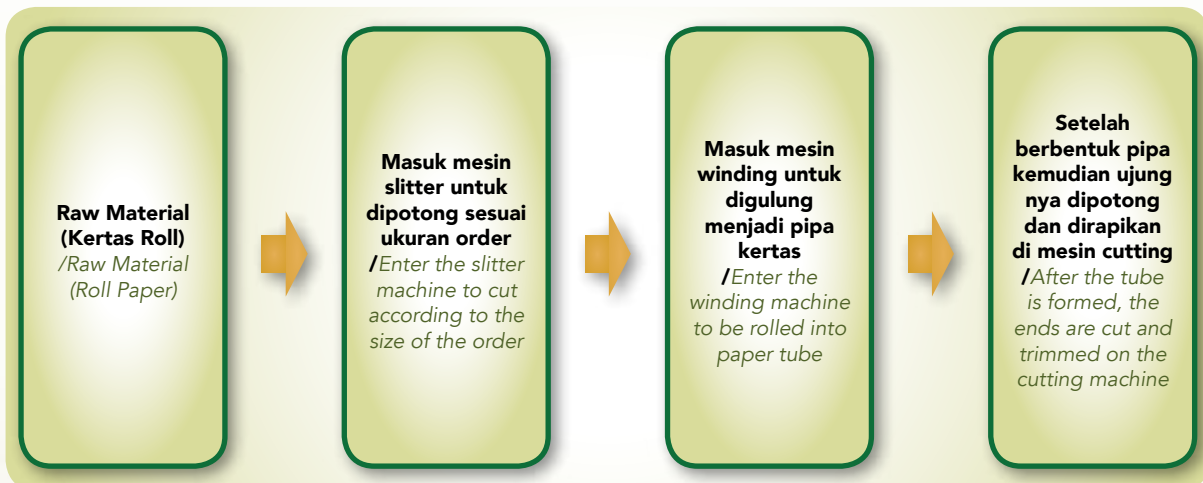 Raw Material
(Kertas Roll)
/Raw Material
(Roll Paper)
Masuk mesin
slitter untuk
dipotong sesuai
ukuran order
/Enter the slitter
machine to cut
according to the
size of the order
Masuk mesin
winding untuk
digulung
menjadi pipa
kertas
/Enter the
winding machine
to be rolled into
paper tube
Setelah
berbentuk pipa
kemudian ujung
nya dipotong
dan dirapikan
di mesin cutting
/After the tube
is formed, the
ends are cut and
trimmed on the
cutting machine